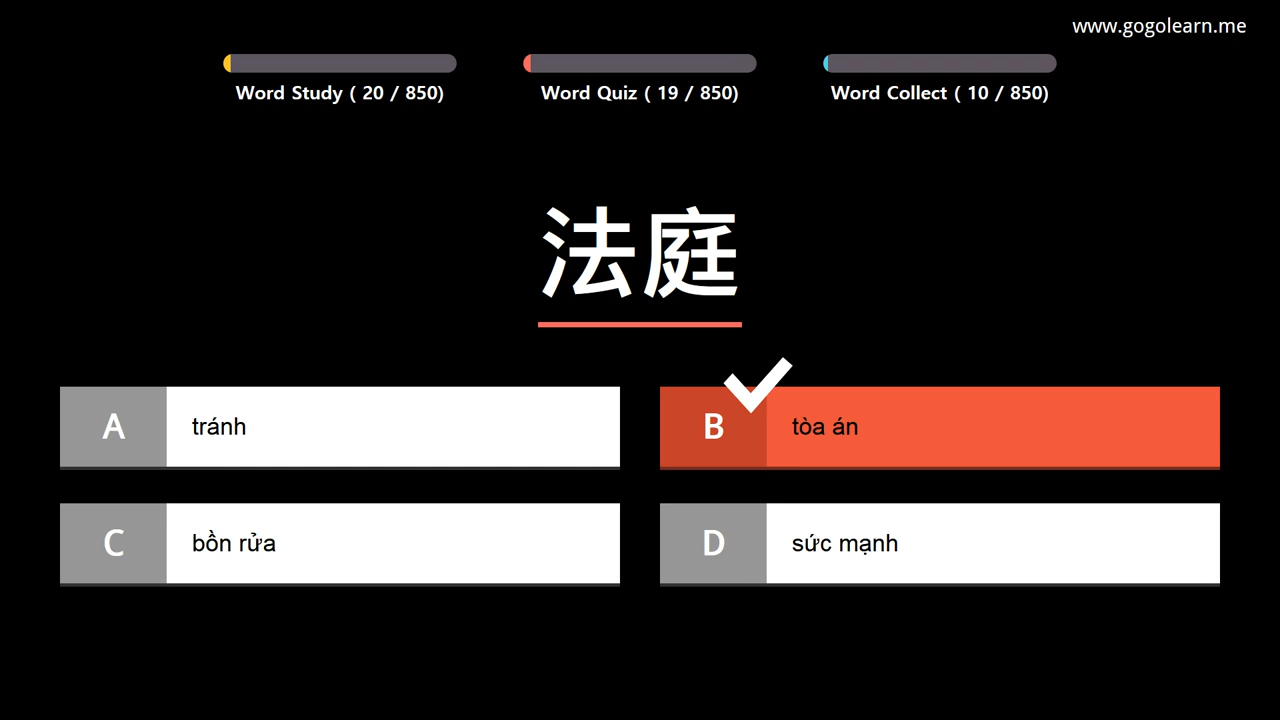 www.gogolearn.me
Word Study ( 20 / 850)
Word Quiz ( 19 / 850)
Word Collect ( 10 / 850)
法庭
A tránh
B tòa án
C bồn rửa
D sức mạnh